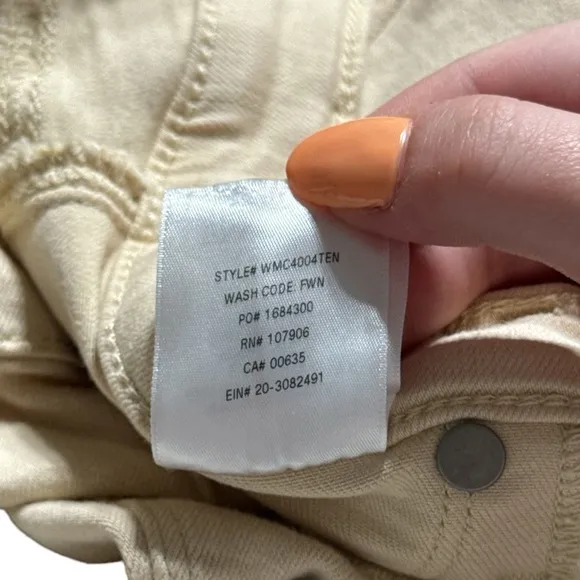 STYLE# WMC4004TEN
WASH CODE: FWN
PO# 1684300
RN# 107906
CA# 00635
EIN# 20-3082491